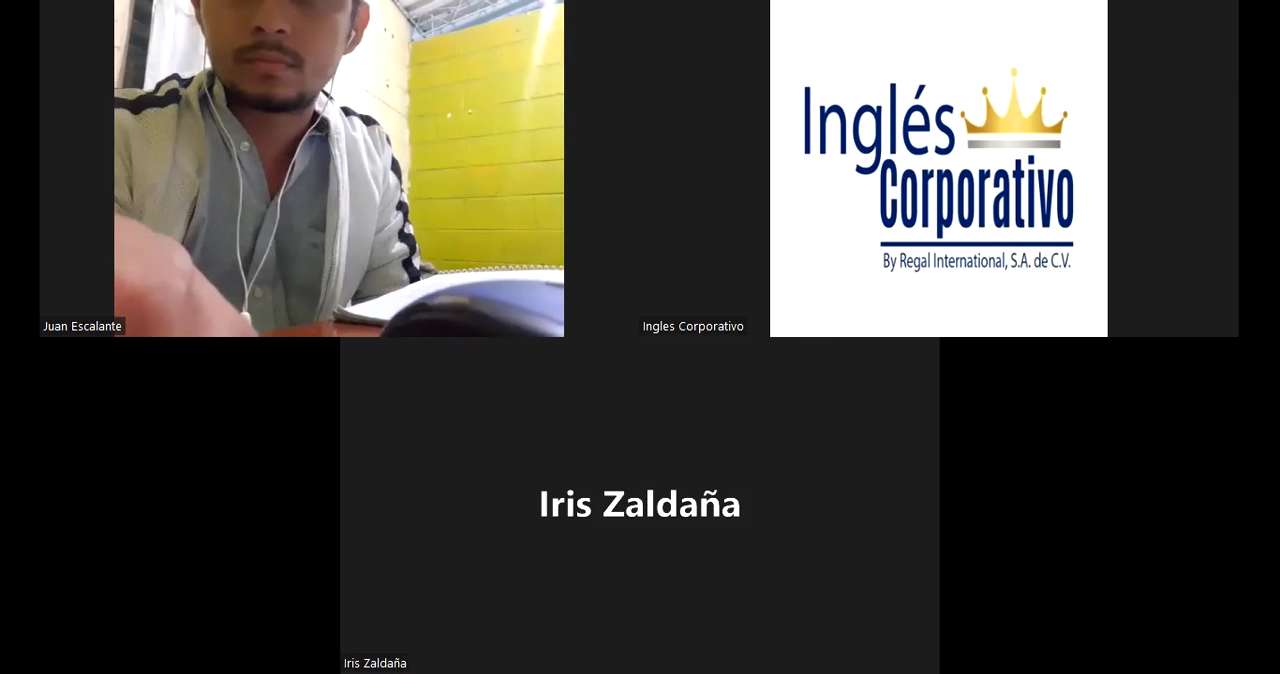 Inglés
Corporativo
By Regal International, S.A. de C.V.
Juan Escalante
Ingles Corporativo
Iris Zaldaña
Iris Zaldaña